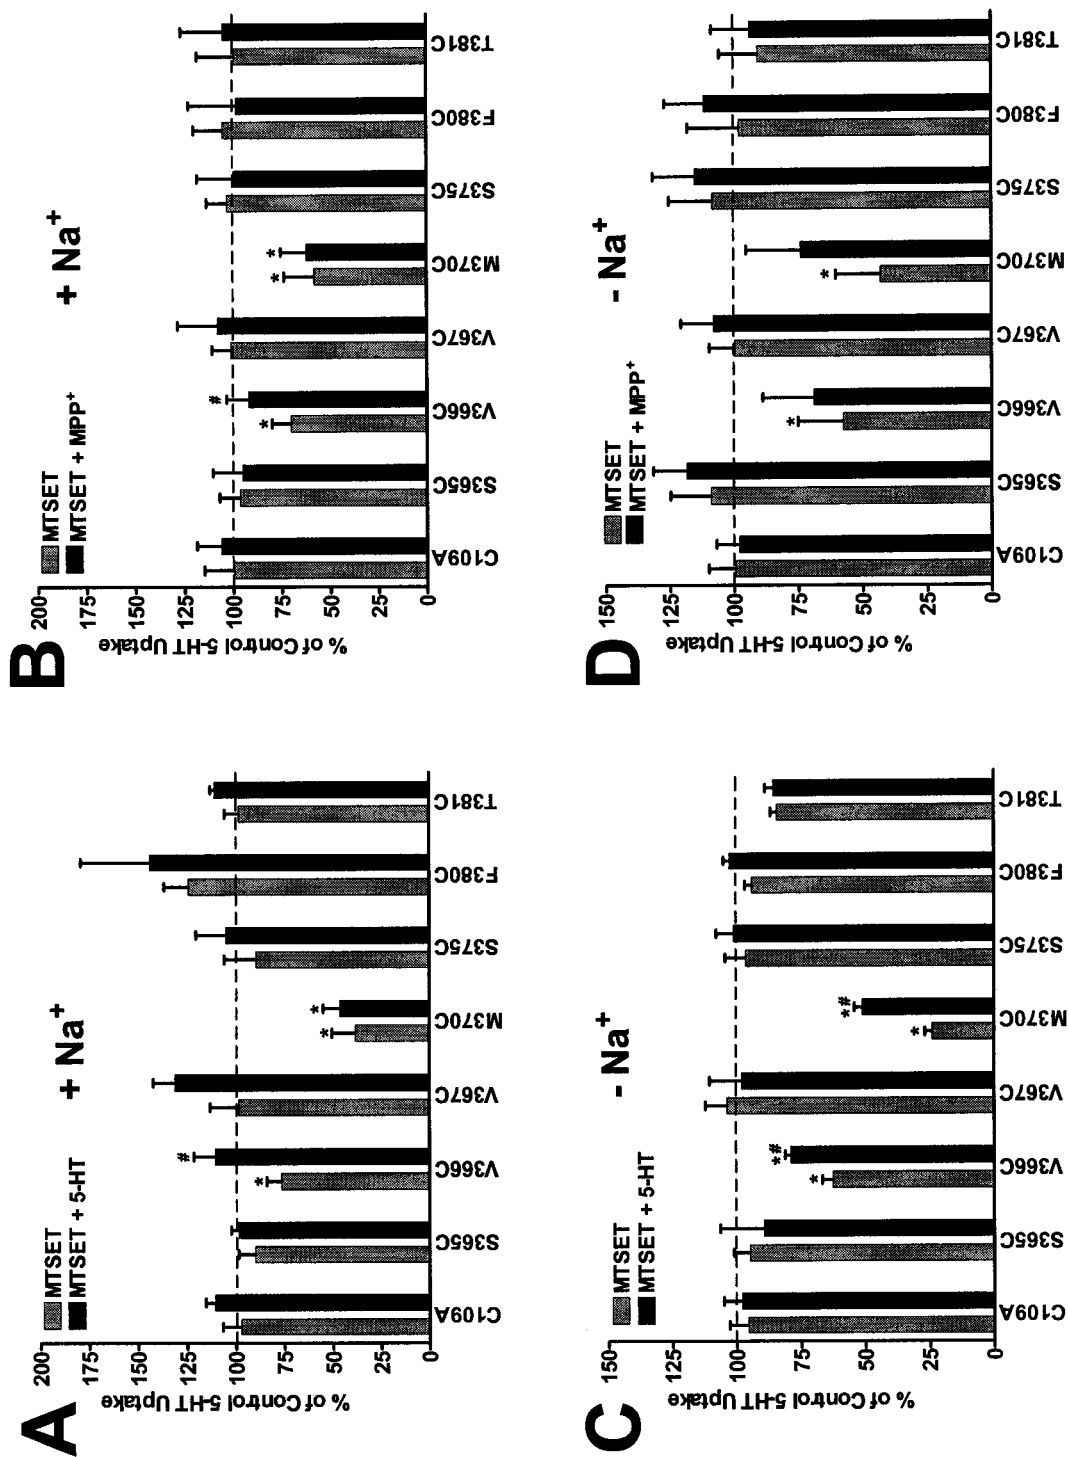 A
+ Na⁺
MTSET
MTSET + 5-HT
% of Control 5-HT Uptake
200
175
150
125
100
75
50
25
0
*
#
*
*
C109A
S365C
V366C
V367C
M370C
S375C
F380C
T381C
B
+ Na⁺
MTSET
MTSET + MPP⁺
% of Control 5-HT Uptake
200
175
150
125
100
75
50
25
0
*
#
*
*
C109A
S365C
V366C
V367C
M370C
S375C
F380C
T381C
C
- Na⁺
MTSET
MTSET + 5-HT
% of Control 5-HT Uptake
150
125
100
75
50
25
0
*
*#
*
*#
C109A
S365C
V366C
V367C
M370C
S375C
F380C
T381C
D
- Na⁺
MTSET
MTSET + MPP⁺
% of Control 5-HT Uptake
150
125
100
75
50
25
0
*
*
C109A
S365C
V366C
V367C
M370C
S375C
F380C
T381C